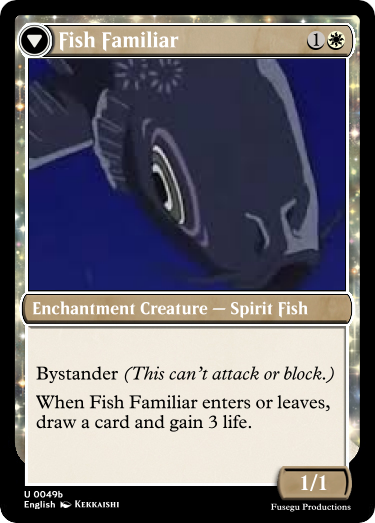 Fish Familiar 1
Enchantment Creature — Spirit Fish
Bystander (This can't attack or block.)
When Fish Familiar enters or leaves,
draw a card and gain 3 life.
1/1
U 0049b
English KEKKAISHI
Fusegu Productions